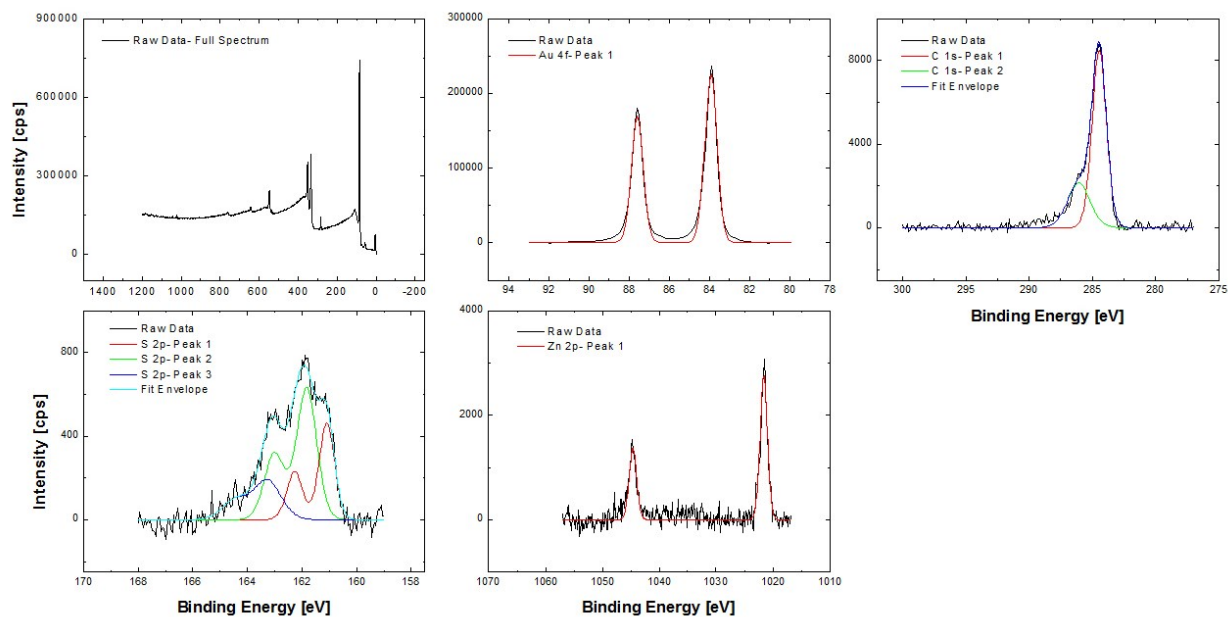 900000
600000
300000
0
1400
1200
1000
800
600
400
200
0
-200
Intensity [cps]
Raw Data- Full Spectrum
300000
200000
100000
0
94
92
90
88
86
84
82
80
78
Raw Data
Au 4f- Peak 1
8000
4000
0
300
295
290
285
280
275
Binding Energy [eV]
Raw Data
C 1s- Peak 1
C 1s- Peak 2
Fit Envelope
800
400
0
170
168
166
164
162
160
158
Intensity [cps]
Binding Energy [eV]
Raw Data
S 2p- Peak 1
S 2p- Peak 2
S 2p- Peak 3
Fit Envelope
4000
2000
0
1070
1060
1050
1040
1030
1020
1010
Binding Energy [eV]
Raw Data
Zn 2p- Peak 1